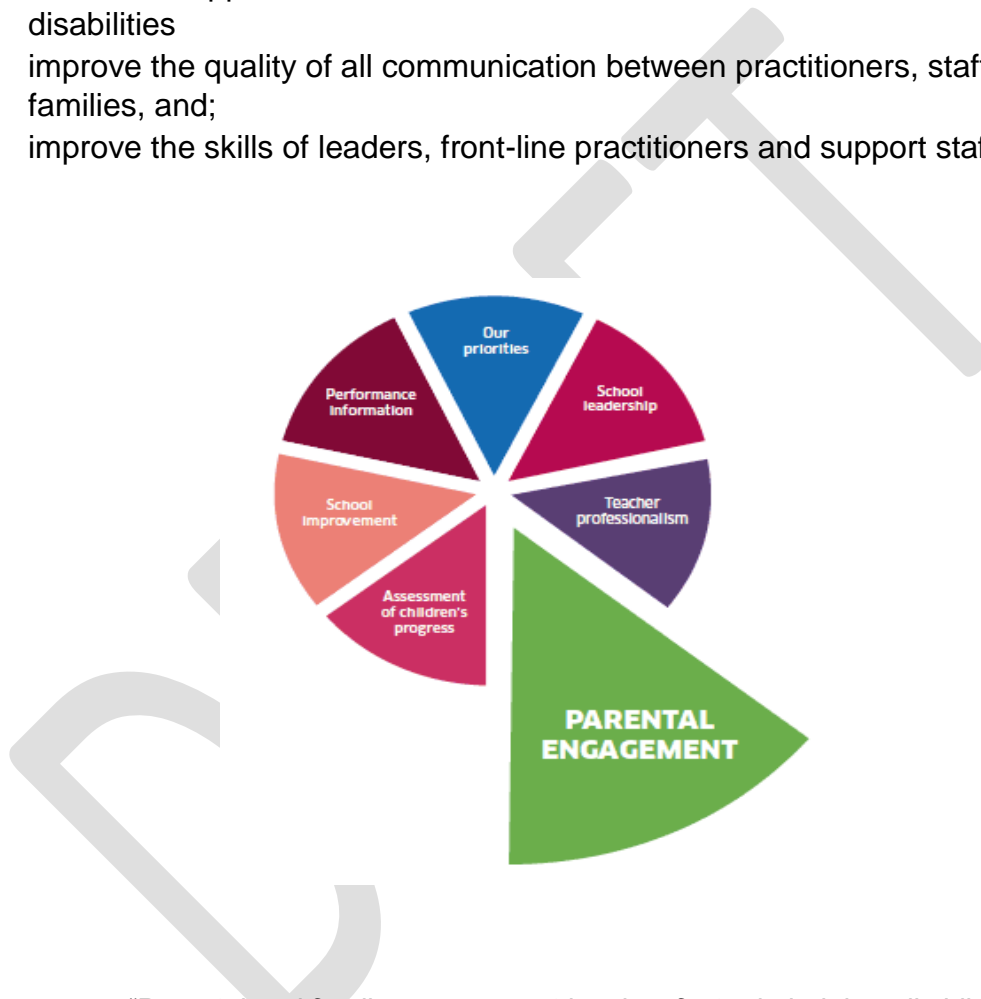 disabilities
improve the quality of all communication between practitioners, staf
families, and;
improve the skills of leaders, front-line practitioners and support staf
Our
priorities
School
leadership
Teacher
professionalism
PARENTAL
ENGAGEMENT
Assessment
of children's
progress
School
improvement
Performance
information